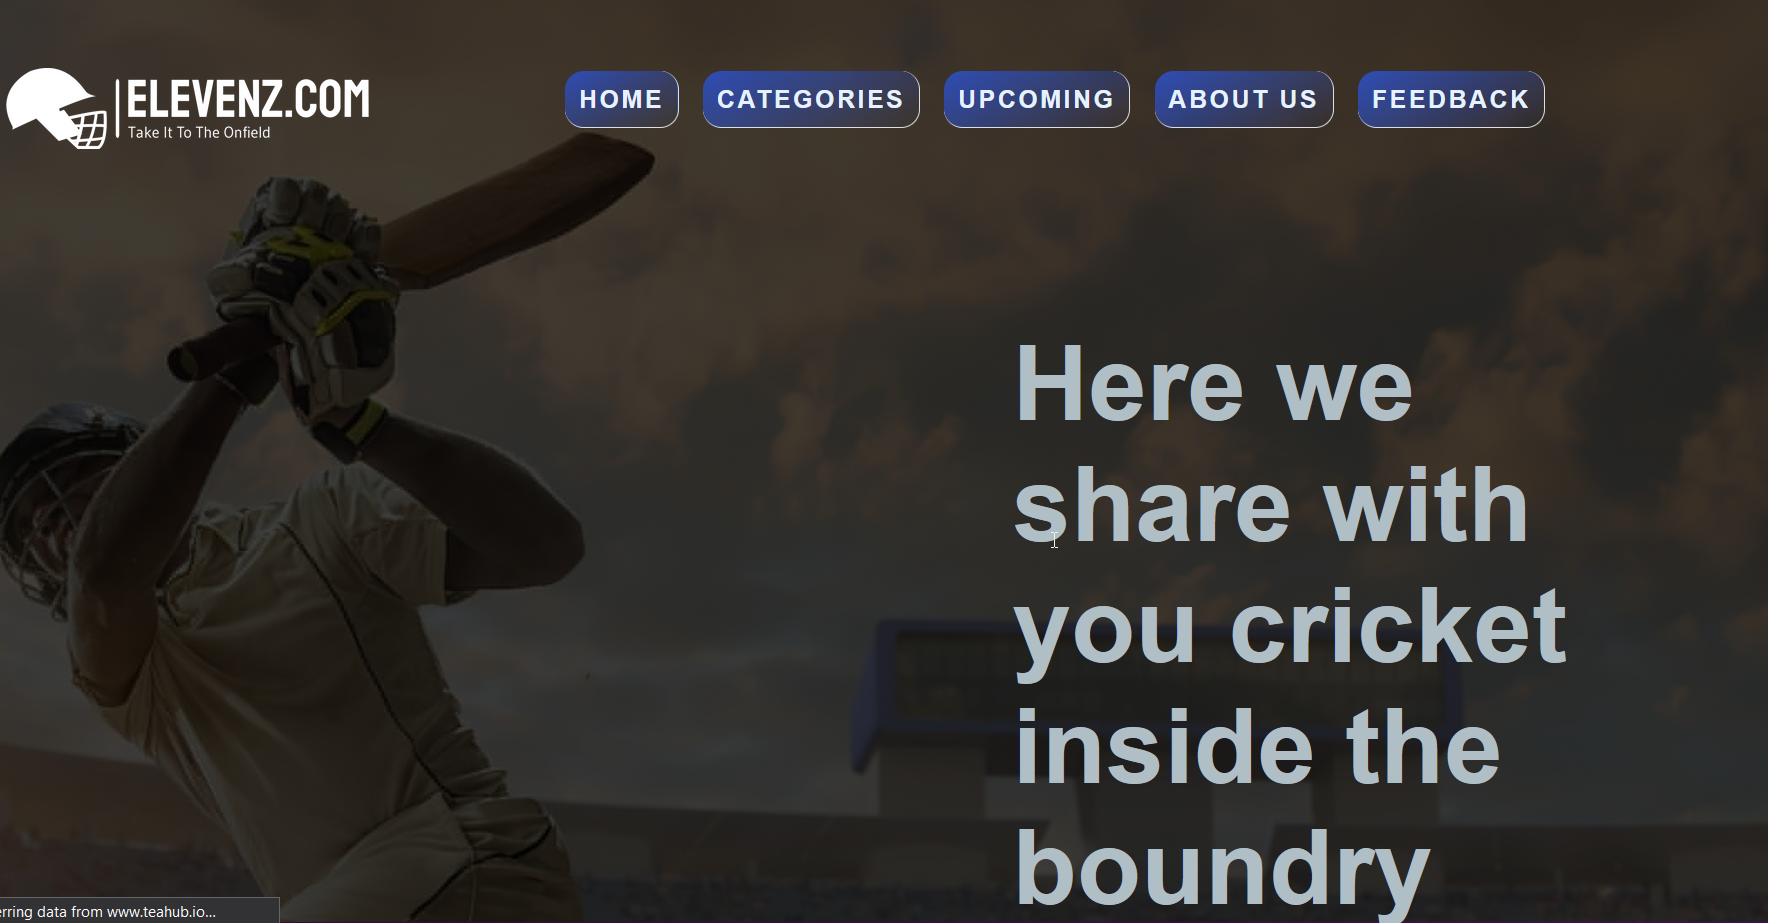 ELEVENZ.COM
Take It To The Onfield
HOME
CATEGORIES
UPCOMING
ABOUT US
FEEDBACK
Here we
share with
you cricket
inside the
boundry
erring data from www.teahub.io...